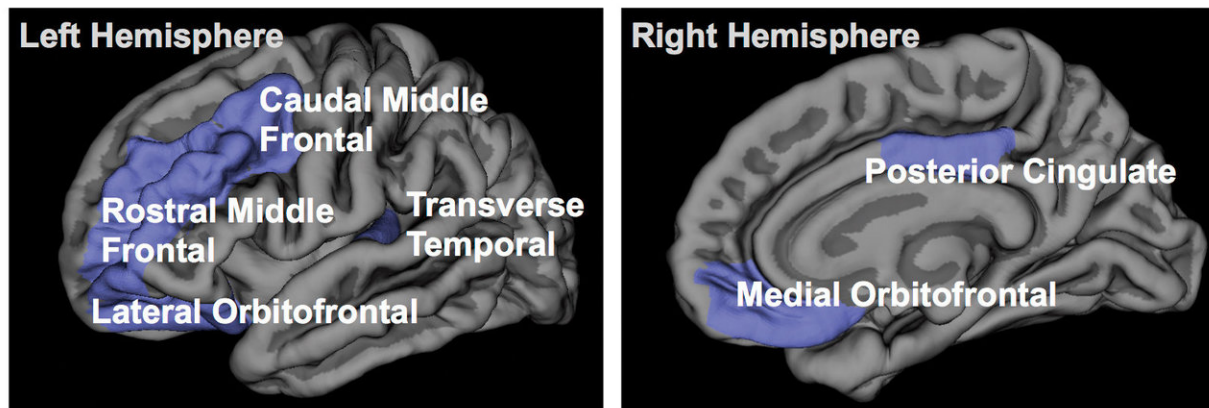 Left Hemisphere
Caudal Middle
Frontal
Rostral Middle
Frontal
Transverse
Temporal
Lateral Orbitofrontal
Right Hemisphere
Posterior Cingulate
Medial Orbitofrontal